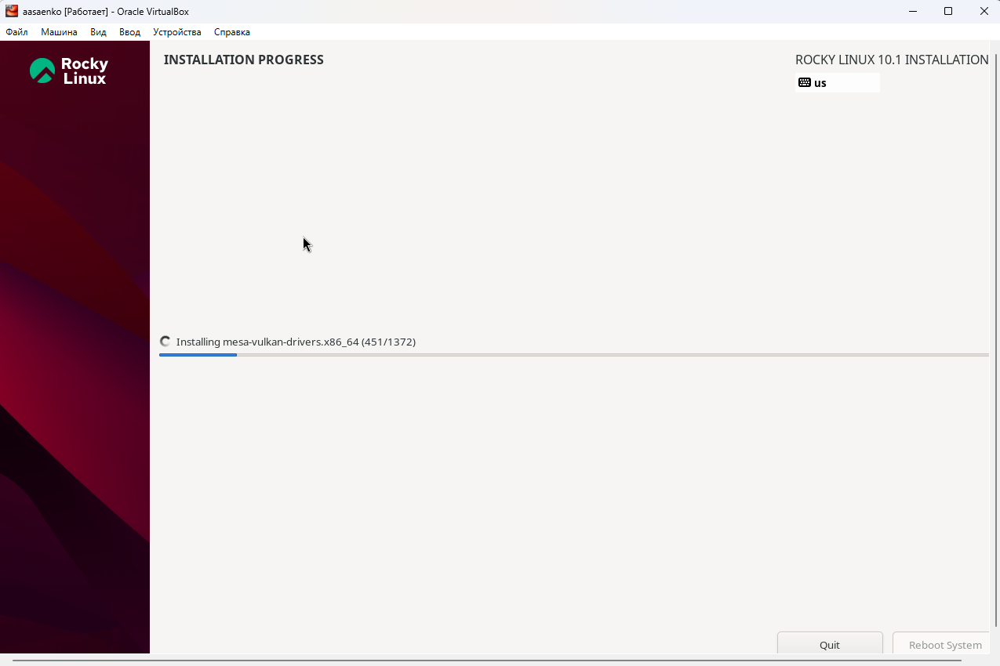 aasaenko [Работает] - Oracle VirtualBox
Файл Машина Вид Ввод Устройства Справка
Rocky
Linux
INSTALLATION PROGRESS
ROCKY LINUX 10.1 INSTALLATION
us
Installing mesa-vulkan-drivers.x86_64 (451/1372)
Quit
Reboot System